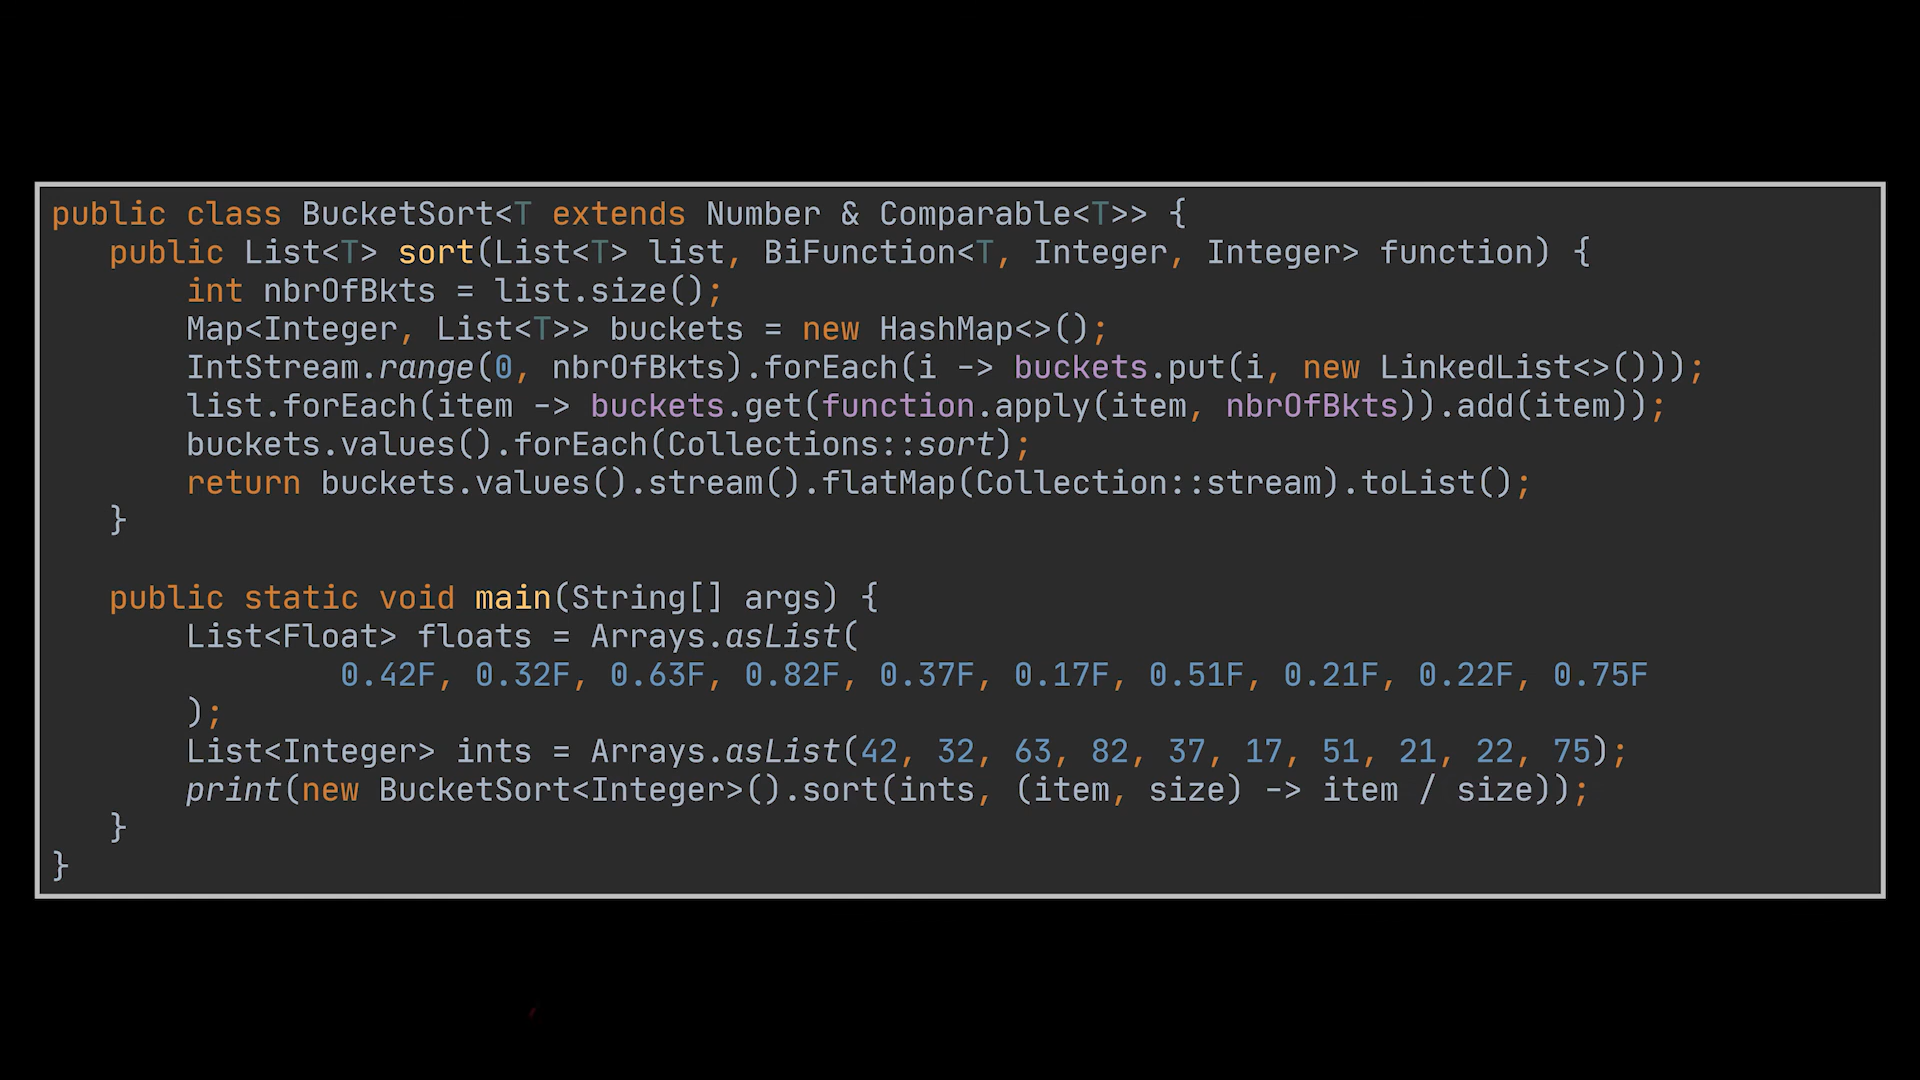 public class BucketSort<T extends Number & Comparable<T>> {
public List<T> sort(List<T> list, BiFunction<T, Integer, Integer> function) {
int nbrOfBkts = list.size();
Map<Integer, List<T>> buckets = new HashMap<>();
IntStream.range(0, nbrOfBkts).forEach(i -> buckets.put(i, new LinkedList<>()));
list.forEach(item -> buckets.get(function.apply(item, nbrOfBkts)).add(item));
buckets.values().forEach(Collections::sort);
return buckets.values().stream().flatMap(Collection::stream).toList();
}
public static void main(String[] args) {
List<Float> floats = Arrays.asList(
0.42F, 0.32F, 0.63F, 0.82F, 0.37F, 0.17F, 0.51F, 0.21F, 0.22F, 0.75F
);
List<Integer> ints = Arrays.asList(42, 32, 63, 82, 37, 17, 51, 21, 22, 75);
print(new BucketSort<Integer>().sort(ints, (item, size) -> item / size));
}
}